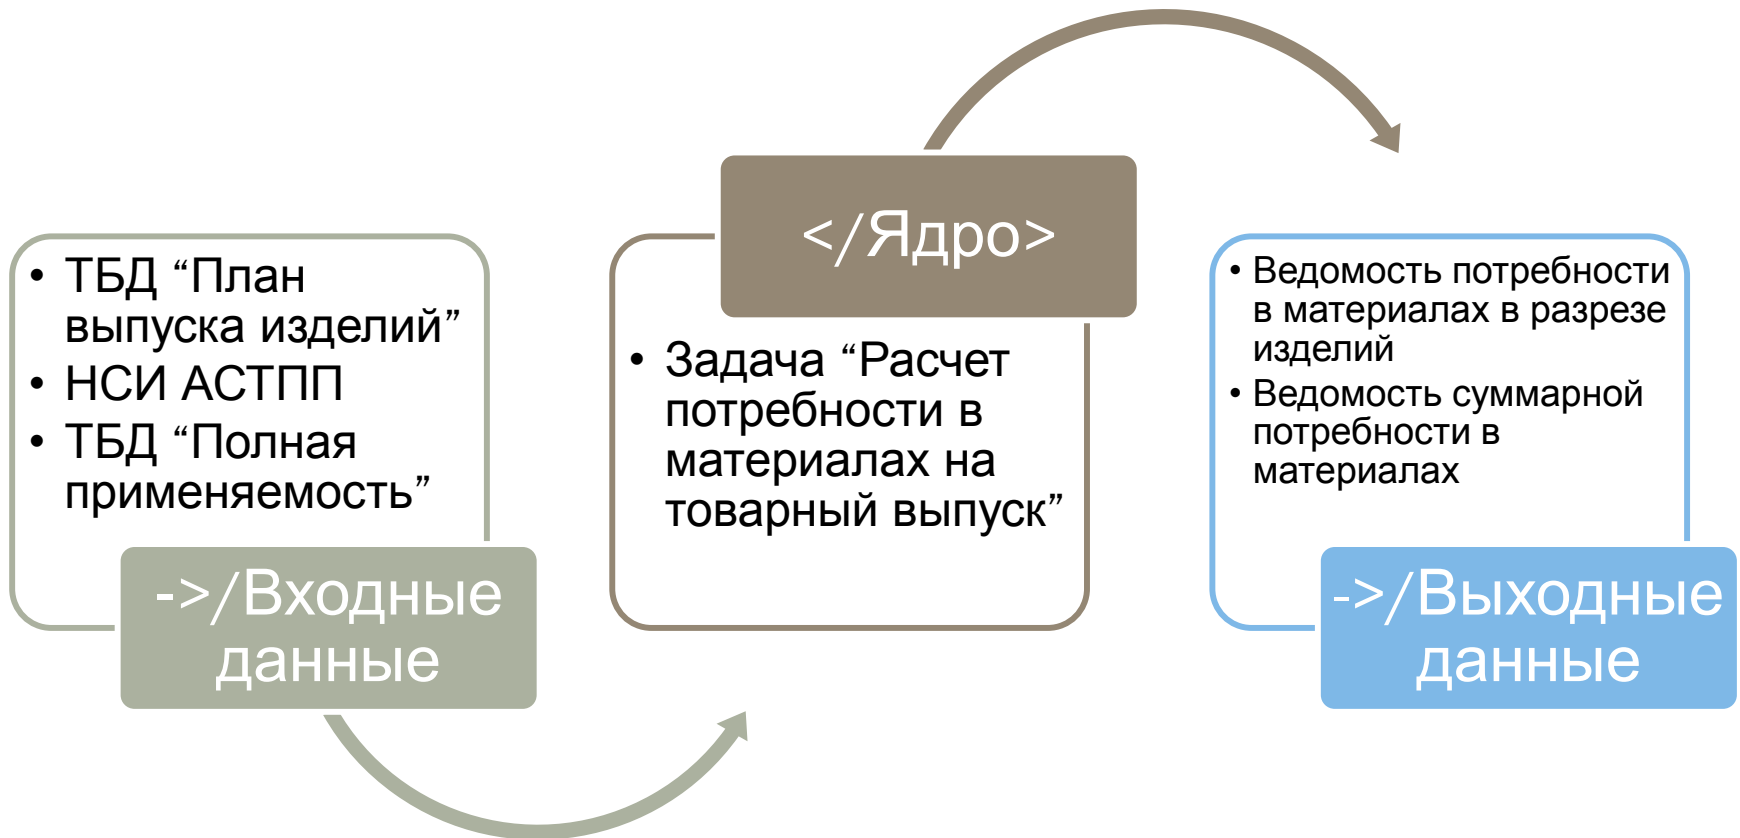 • ТБД “План
выпуска изделий”
• НСИ АСТПП
• ТБД “Полная
применяемость”
->/Входные
данные
</Ядро>
• Задача “Расчет
потребности в
материалах на
товарный выпуск”
• Ведомость потребности
в материалах в разрезе
изделий
• Ведомость суммарной
потребности в
материалах
->/Выходные
данные